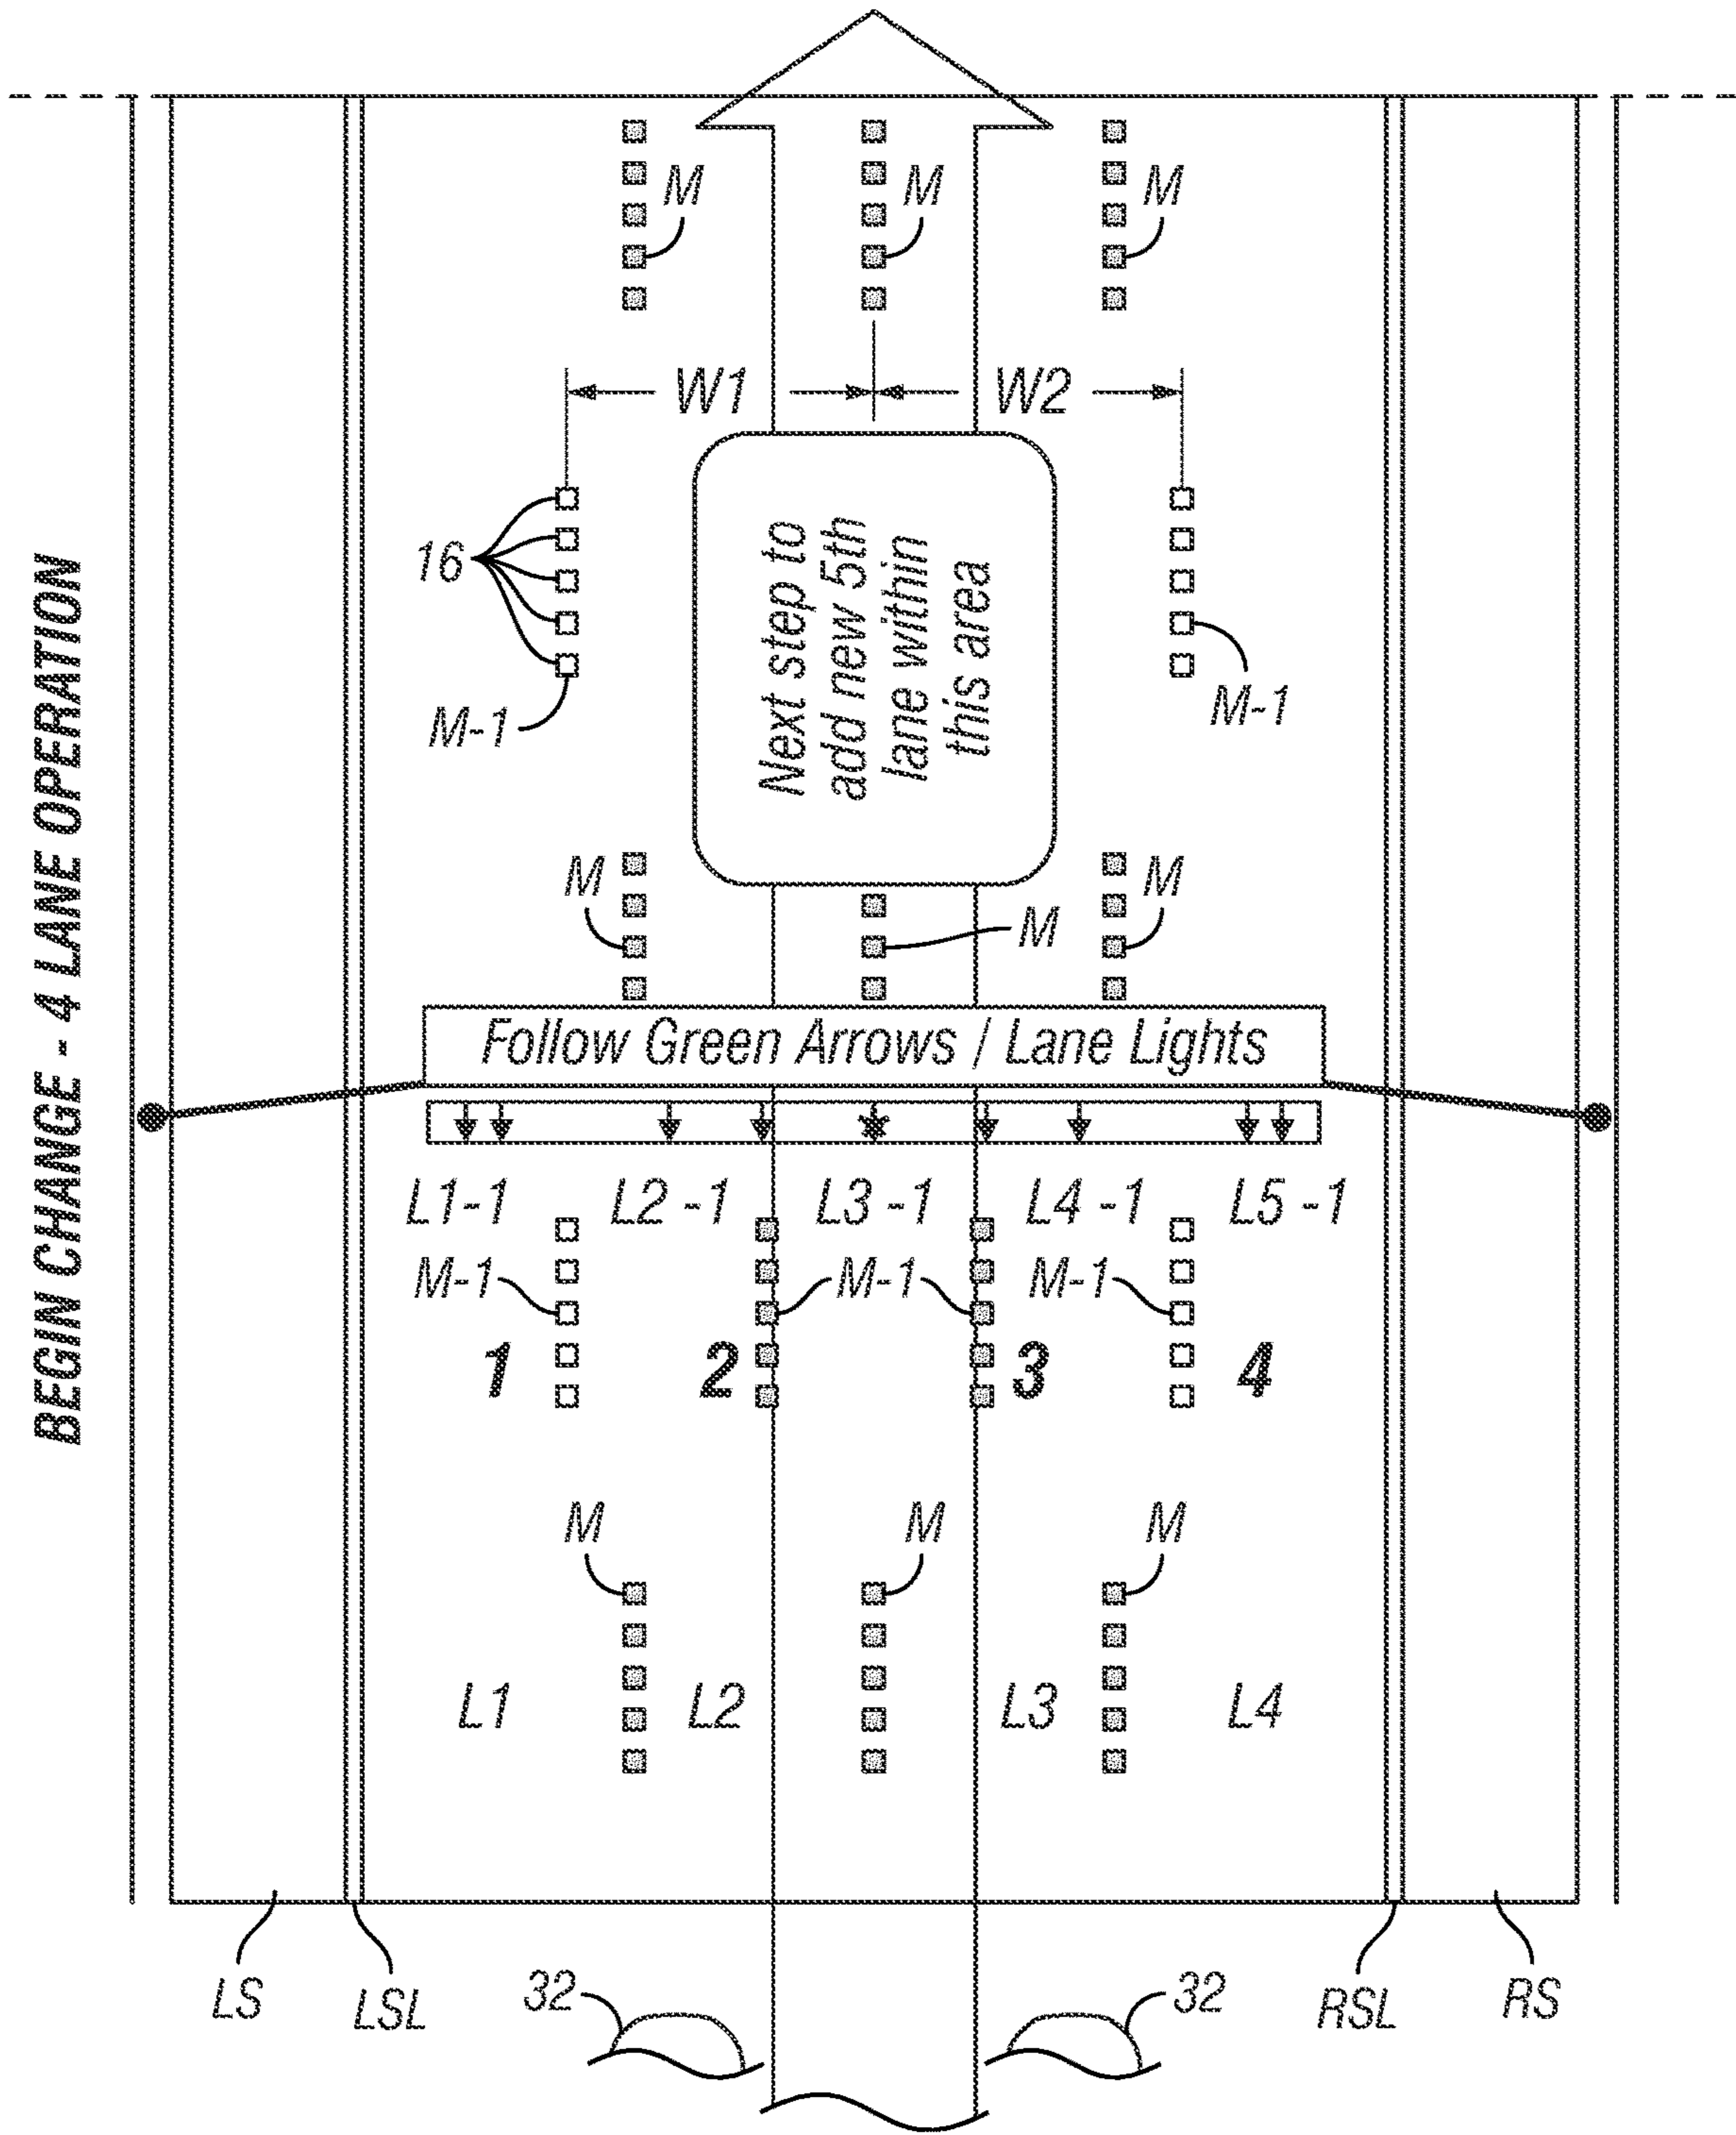 BEGIN CHANGE - 4 LANE OPERATION
M M M
W1 W2
16
Next step to
add new 5th
lane within
this area
M-1 M-1
M M
M
Follow Green Arrows / Lane Lights
L1-1 L2 -1 L3 -1 L4 -1 L5 -1
M-1 M-1 M-1
1 2 3 4
M M M
L1 L2 L3 L4
LS LSL 32 32 RSL RS